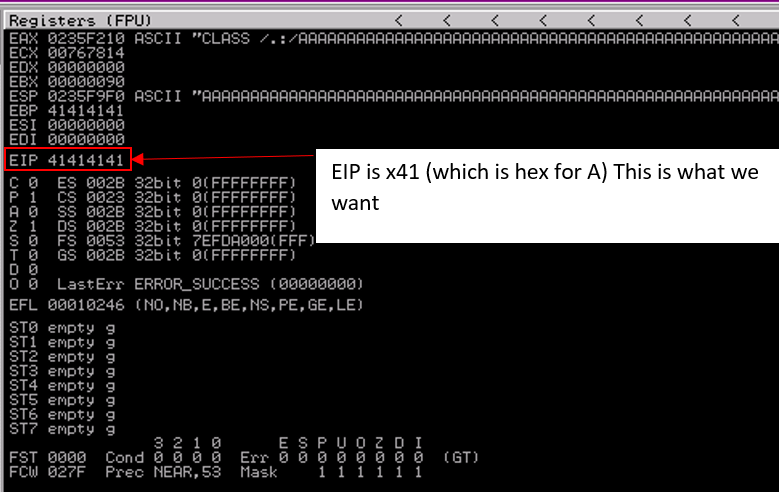 Registers (FPU) < < < < < < < <
EAX 0235F210 ASCII "CLASS /.:/AAAAAAAAAAAAAAAAAAAAAAAAAAAAAAAAAAAAAAAAAAAAAAAAA
ECX 00767814
EDX 00000000
EBX 00000090
ESP 0235F9F0 ASCII "AAAAAAAAAAAAAAAAAAAAAAAAAAAAAAAAAAAAAAAAAAAAAAAAAAAAAAAAAAA
EBP 41414141
ESI 00000000
EDI 00000000
EIP 41414141
EIP is x41 (which is hex for A) This is what we
want
C 0 ES 002B 32bit 0(FFFFFFFF)
P 1 CS 0023 32bit 0(FFFFFFFF)
A 0 SS 002B 32bit 0(FFFFFFFF)
Z 1 DS 002B 32bit 0(FFFFFFFF)
S 0 FS 0053 32bit 7EFDA000(FFF)
T 0 GS 002B 32bit 0(FFFFFFFF)
D 0
O 0 LastErr ERROR_SUCCESS (00000000)
EFL 00010246 (NO,NB,E,BE,NS,PE,GE,LE)
ST0 empty g
ST1 empty g
ST2 empty g
ST3 empty g
ST4 empty g
ST5 empty g
ST6 empty g
ST7 empty g
3 2 1 0 E S P U O Z D I
FST 0000 Cond 0 0 0 0 Err 0 0 0 0 0 0 0 0 (GT)
FCW 027F Prec NEAR,53 Mask 1 1 1 1 1 1